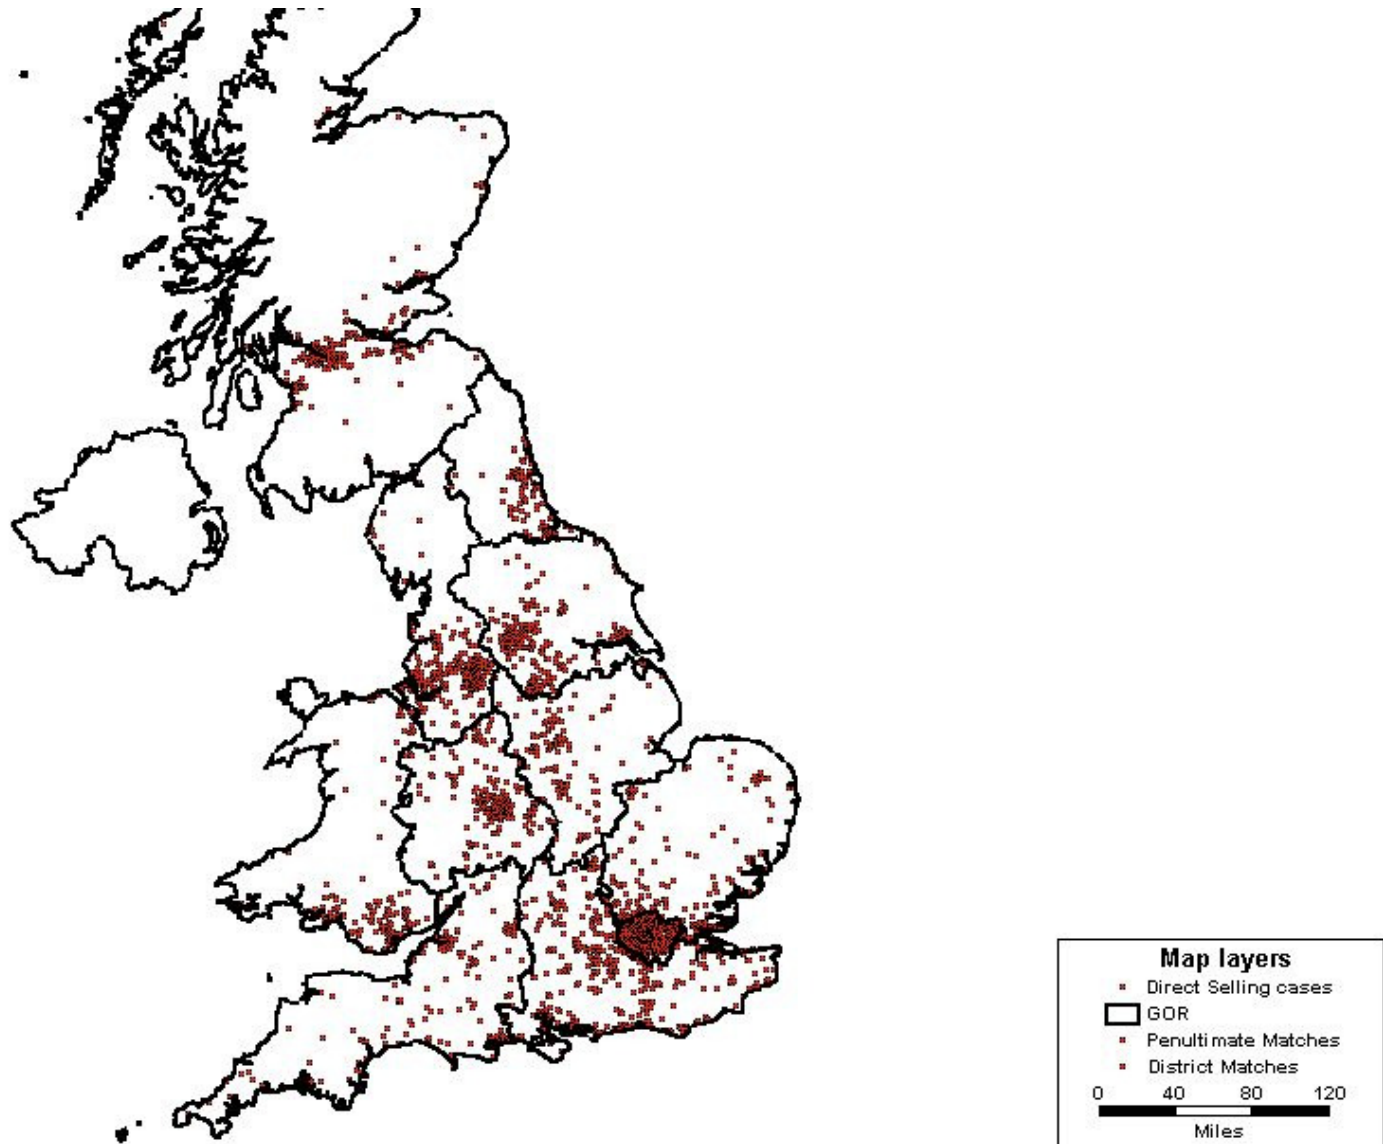 Map layers
Direct Selling cases
GOR
Penultimate Matches
District Matches
0 40 80 120
Miles